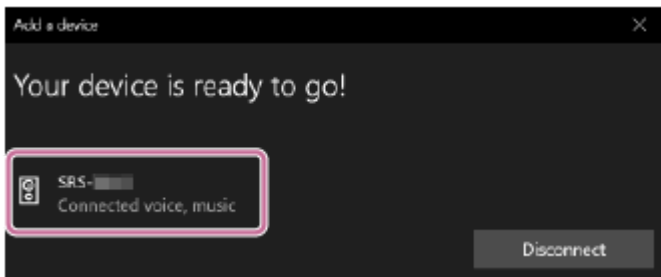 Add a device
Your device is ready to go!
SRS-
Connected voice, music
Disconnect